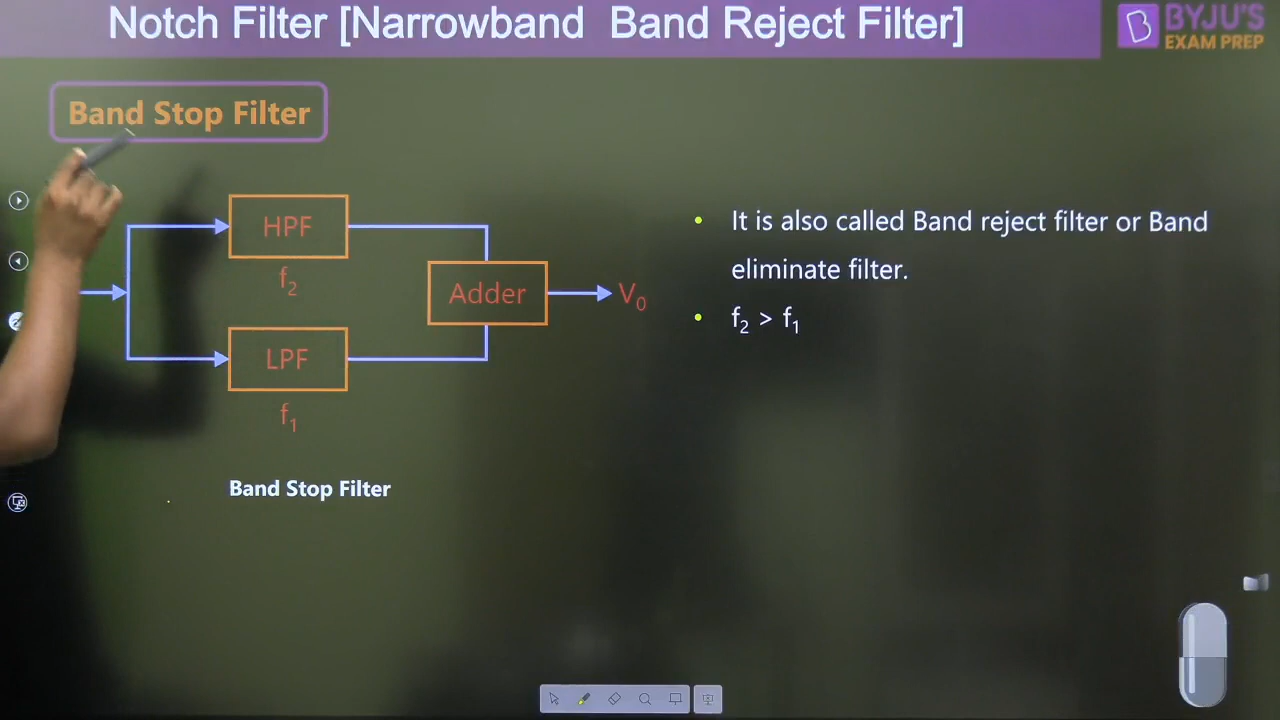 Notch Filter [Narrowband Band Reject Filter]
BYJU'S
EXAM PREP
Band Stop Filter
HPF
f₂
Adder
V₀
LPF
f₁
Band Stop Filter
• It is also called Band reject filter or Band
eliminate filter.
• f₂ > f₁